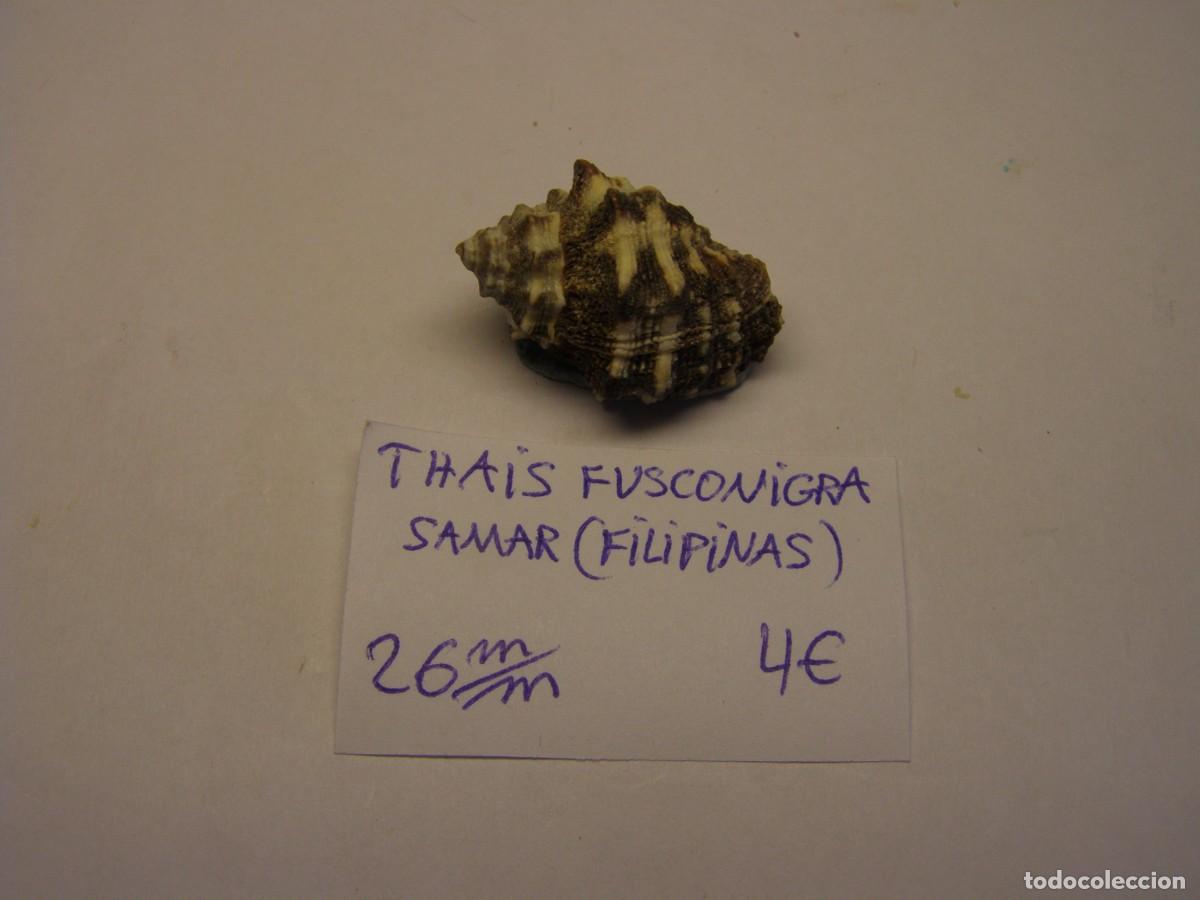 THAIS FUSCONIGRA
SAMAR (FILIPINAS)
26 m/m 4€
todocoleccion